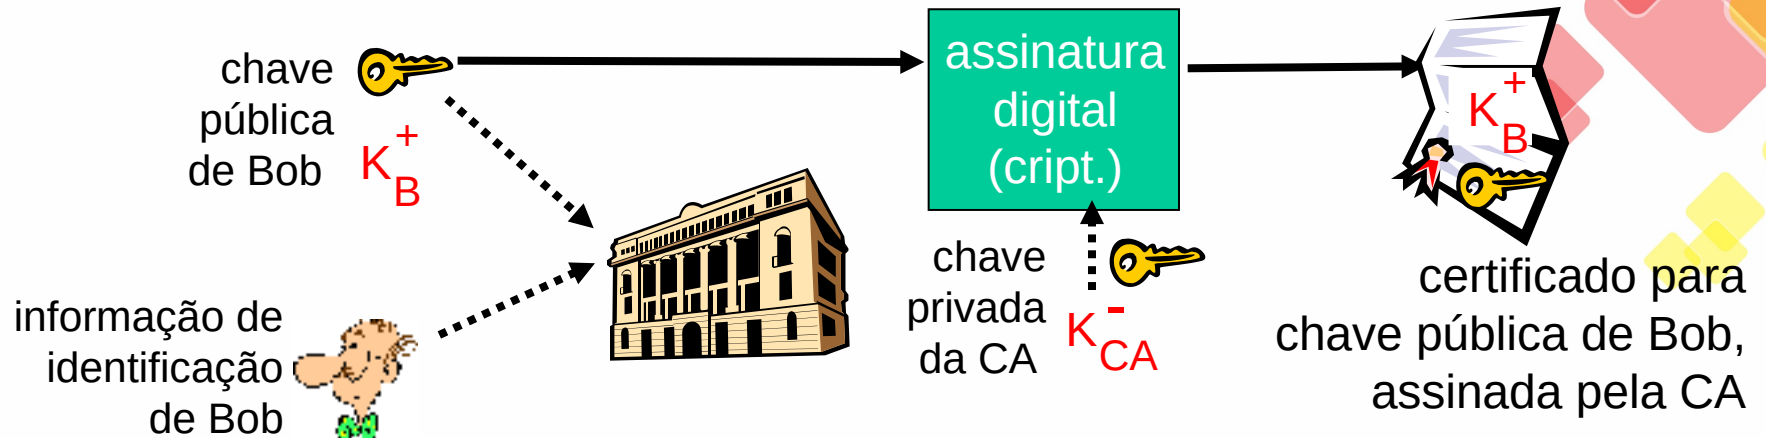 chave
pública
de Bob
K
+
B
informação de
identificação
de Bob
assinatura
digital
(cript.)
chave
privada
da CA
K
-
CA
K
+
B
certificado para
chave pública de Bob,
assinada pela CA